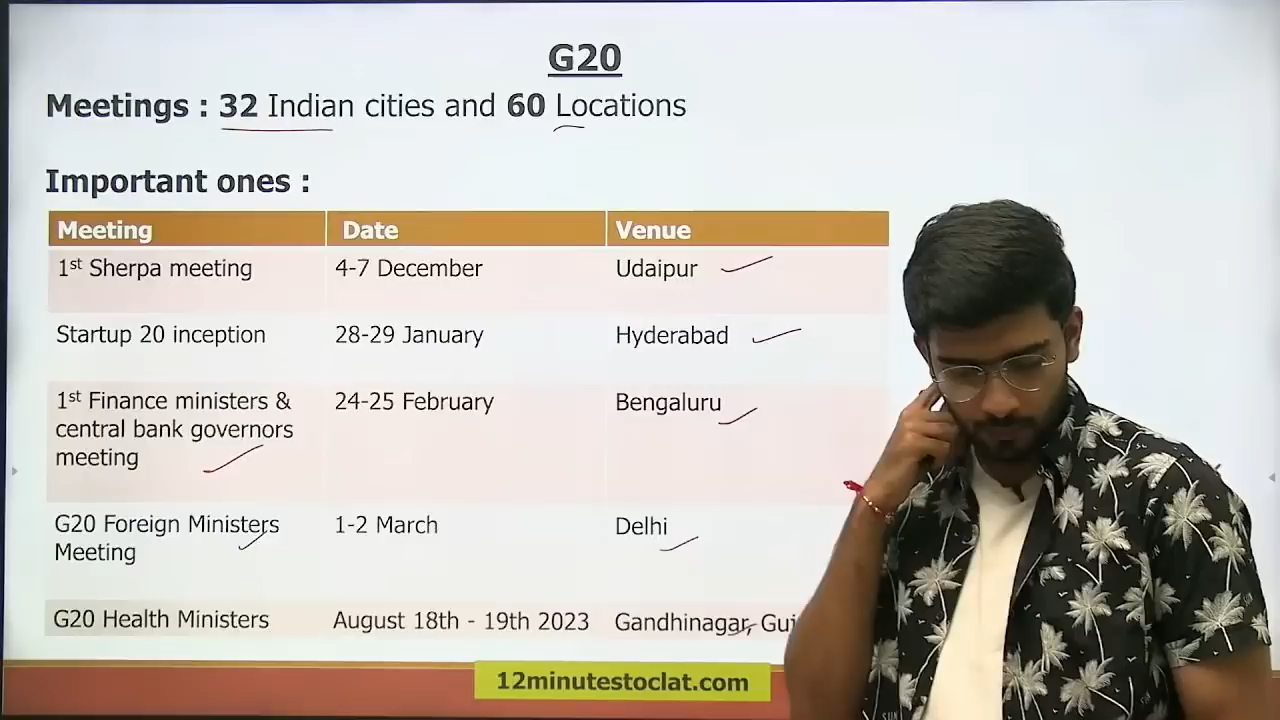 G20
Meetings : 32 Indian cities and 60 Locations
Important ones :
Meeting Date Venue
1st Sherpa meeting 4-7 December Udaipur
Startup 20 inception 28-29 January Hyderabad
1st Finance ministers & 24-25 February Bengaluru
central bank governors
meeting
G20 Foreign Ministers 1-2 March Delhi
Meeting
G20 Health Ministers August 18th - 19th 2023 Gandhinagar,
12minutestoclat.com